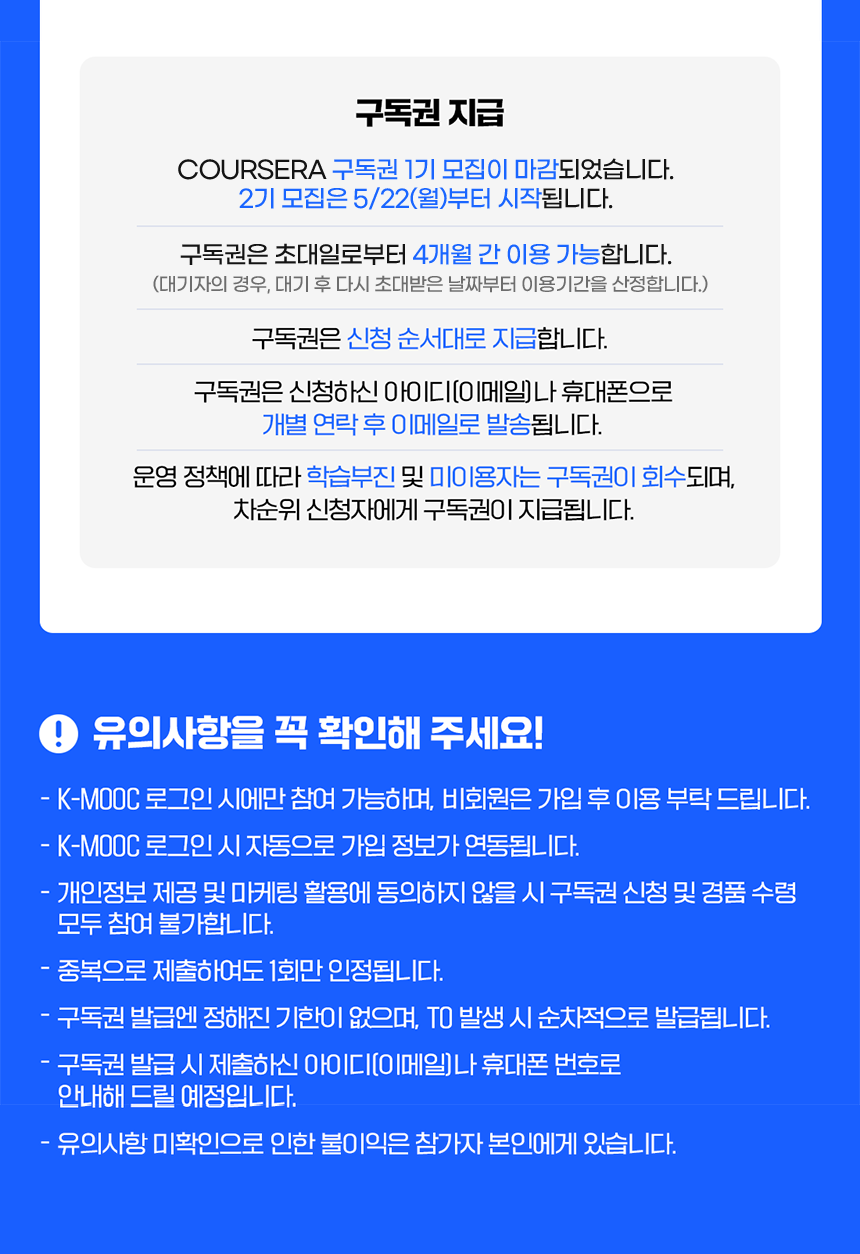 구독권 지급
COURSERA 구독권 1기 모집이 마감되었습니다.
2기 모집은 5/22(월)부터 시작됩니다.
구독권은 초대일로부터 4개월 간 이용 가능합니다.
(대기자의 경우, 대기 후 다시 초대받은 날짜부터 이용기간을 산정합니다.)
구독권은 신청 순서대로 지급합니다.
구독권은 신청하신 아이디(이메일)나 휴대폰으로
개별 연락 후 이메일로 발송됩니다.
운영 정책에 따라 학습부진 및 미이용자는 구독권이 회수되며,
차순위 신청자에게 구독권이 지급됩니다.
! 유의사항을 꼭 확인해 주세요!
- K-MOOC 로그인 시에만 참여 가능하며, 비회원은 가입 후 이용 부탁 드립니다.
- K-MOOC 로그인 시 자동으로 가입 정보가 연동됩니다.
- 개인정보 제공 및 마케팅 활용에 동의하지 않을 시 구독권 신청 및 경품 수령
모두 참여 불가합니다.
- 중복으로 제출하여도 1회만 인정됩니다.
- 구독권 발급엔 정해진 기한이 없으며, TO 발생 시 순차적으로 발급됩니다.
- 구독권 발급 시 제출하신 아이디(이메일)나 휴대폰 번호로
안내해 드릴 예정입니다.
- 유의사항 미확인으로 인한 불이익은 참가자 본인에게 있습니다.